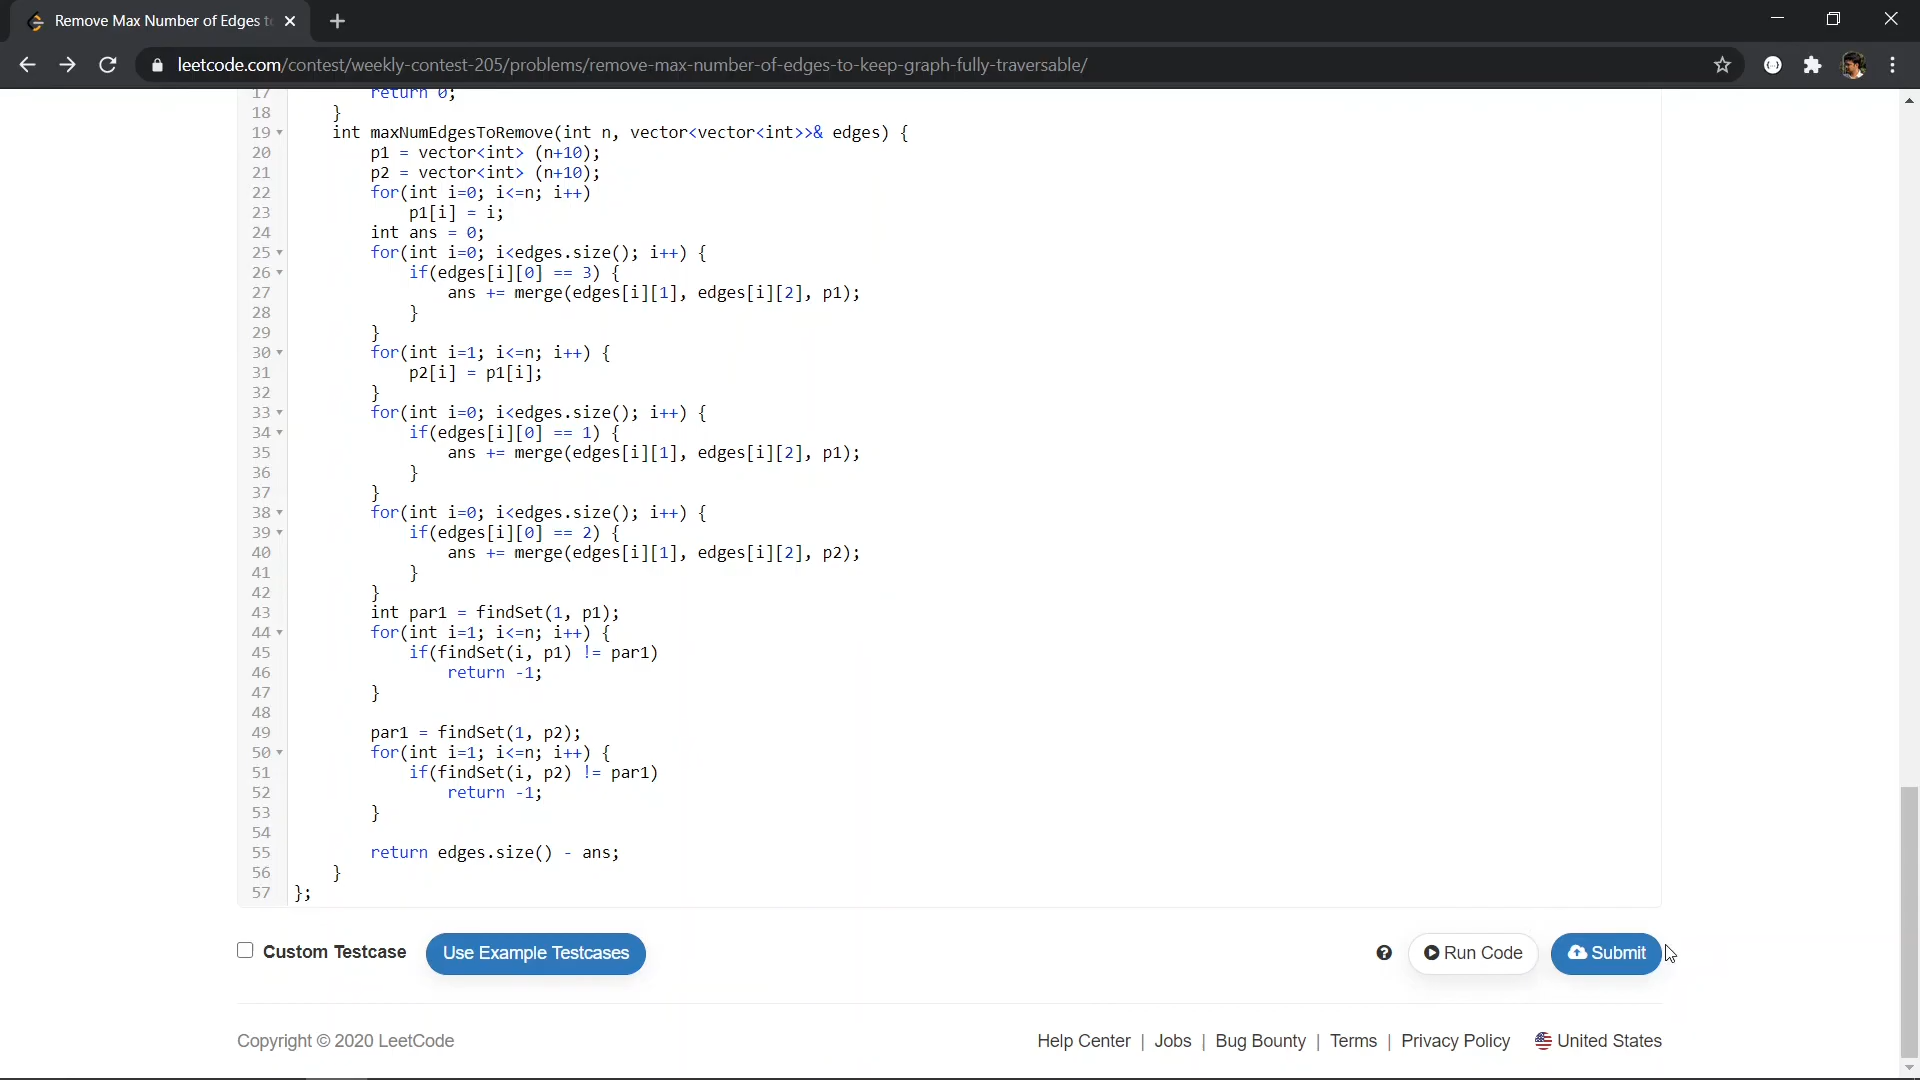 Remove Max Number of Edges to
leetcode.com/contest/weekly-contest-205/problems/remove-max-number-of-edges-to-keep-graph-fully-traversable/
17 return 0;
18 }
19 int maxNumEdgesToRemove(int n, vector<vector<int>>& edges) {
20 p1 = vector<int> (n+10);
21 p2 = vector<int> (n+10);
22 for(int i=0; i<=n; i++)
23 p1[i] = i;
24 int ans = 0;
25 for(int i=0; i<edges.size(); i++) {
26 if(edges[i][0] == 3) {
27 ans += merge(edges[i][1], edges[i][2], p1);
28 }
29 }
30 for(int i=1; i<=n; i++) {
31 p2[i] = p1[i];
32 }
33 for(int i=0; i<edges.size(); i++) {
34 if(edges[i][0] == 1) {
35 ans += merge(edges[i][1], edges[i][2], p1);
36 }
37 }
38 for(int i=0; i<edges.size(); i++) {
39 if(edges[i][0] == 2) {
40 ans += merge(edges[i][1], edges[i][2], p2);
41 }
42 }
43 int par1 = findSet(1, p1);
44 for(int i=1; i<=n; i++) {
45 if(findSet(i, p1) != par1)
46 return -1;
47 }
48
49 par1 = findSet(1, p2);
50 for(int i=1; i<=n; i++) {
51 if(findSet(i, p2) != par1)
52 return -1;
53 }
54
55 return edges.size() - ans;
56 }
57 };
Custom Testcase Use Example Testcases ? Run Code Submit
Copyright © 2020 LeetCode Help Center | Jobs | Bug Bounty | Terms | Privacy Policy United States